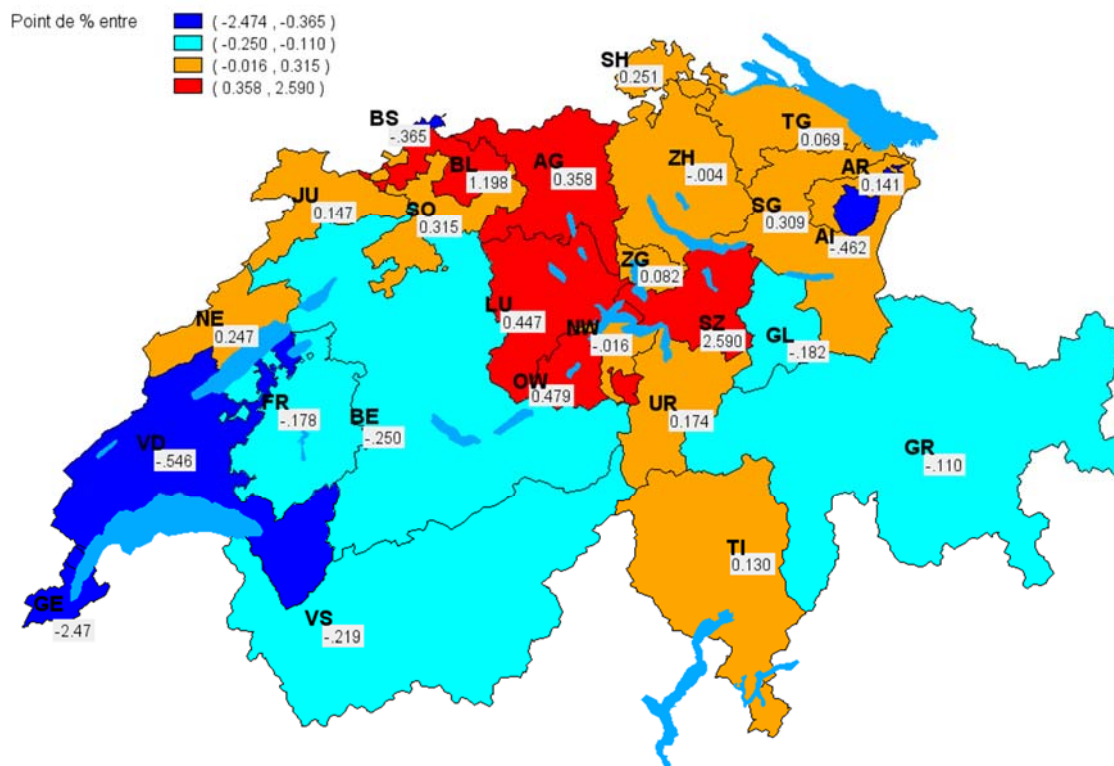 Point de % entre
( -2.474 , -0.365 )
( -0.250 , -0.110 )
( -0.016 , 0.315 )
( 0.358 , 2.590 )
SH
0.251
BS
-.365
TG
0.069
BL
1.198
AG
0.358
ZH
-.004
AR
0.141
JU
0.147
SO
0.315
SG
0.309
AI
-.462
ZG
0.082
NE
0.247
LU
0.447
NW
-.016
SZ
2.590
GL
-.182
OW
0.479
FR
-.178
BE
-.250
UR
0.174
VD
-.546
GR
-.110
TI
0.130
GE
-2.47
VS
-.219